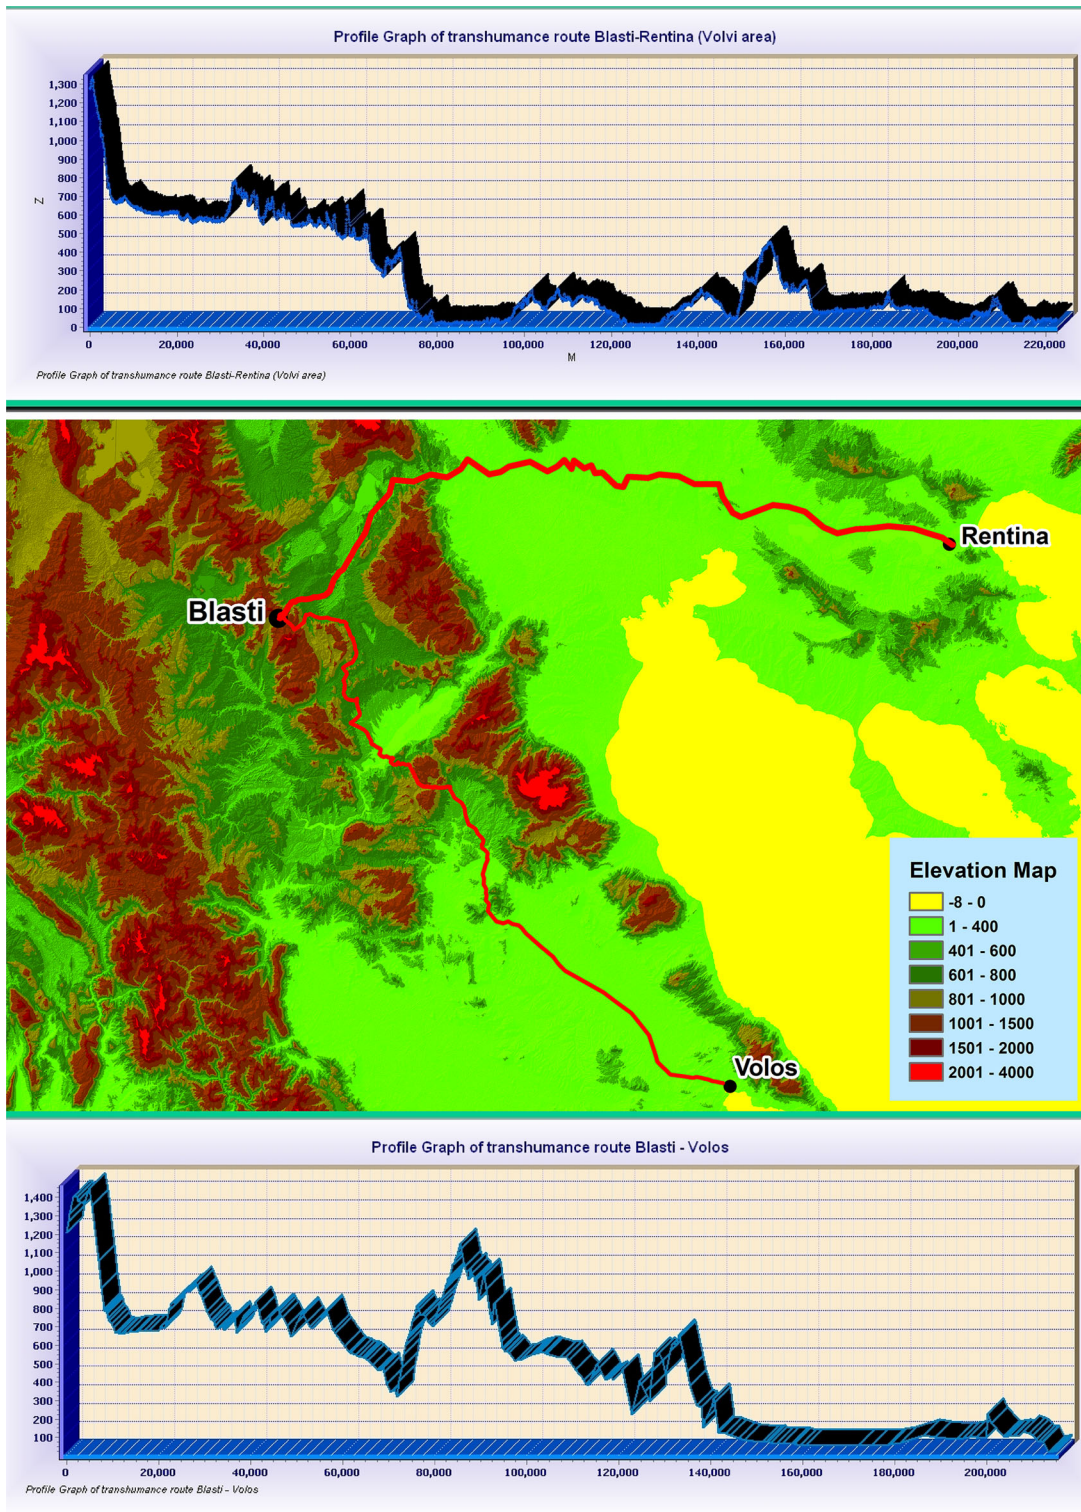 Profile Graph of transhumance route Blasti-Rentina (Volvi area)
1,300
1,200
1,100
1,000
900
800
700
600
500
400
300
200
100
0
Z
0 20,000 40,000 60,000 80,000 100,000 120,000 140,000 160,000 180,000 200,000 220,000
M
Profile Graph of transhumance route Blasti-Rentina (Volvi area)
Rentina
Blasti
Volos
Elevation Map
-8 - 0
1 - 400
401 - 600
601 - 800
801 - 1000
1001 - 1500
1501 - 2000
2001 - 4000
Profile Graph of transhumance route Blasti - Volos
1,400
1,300
1,200
1,100
1,000
900
800
700
600
500
400
300
200
100
0 20,000 40,000 60,000 80,000 100,000 120,000 140,000 160,000 180,000 200,000
Profile Graph of transhumance route Blasti - Volos